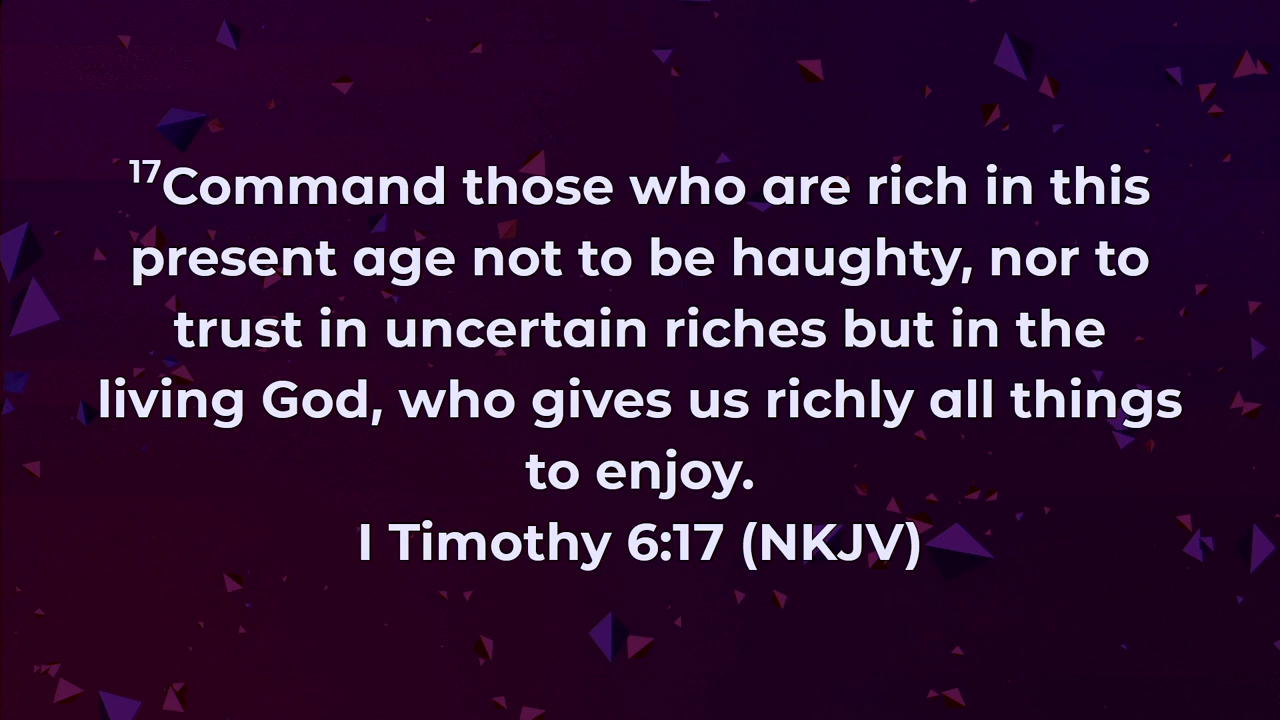 17Command those who are rich in this
present age not to be haughty, nor to
trust in uncertain riches but in the
living God, who gives us richly all things
to enjoy.
I Timothy 6:17 (NKJV)